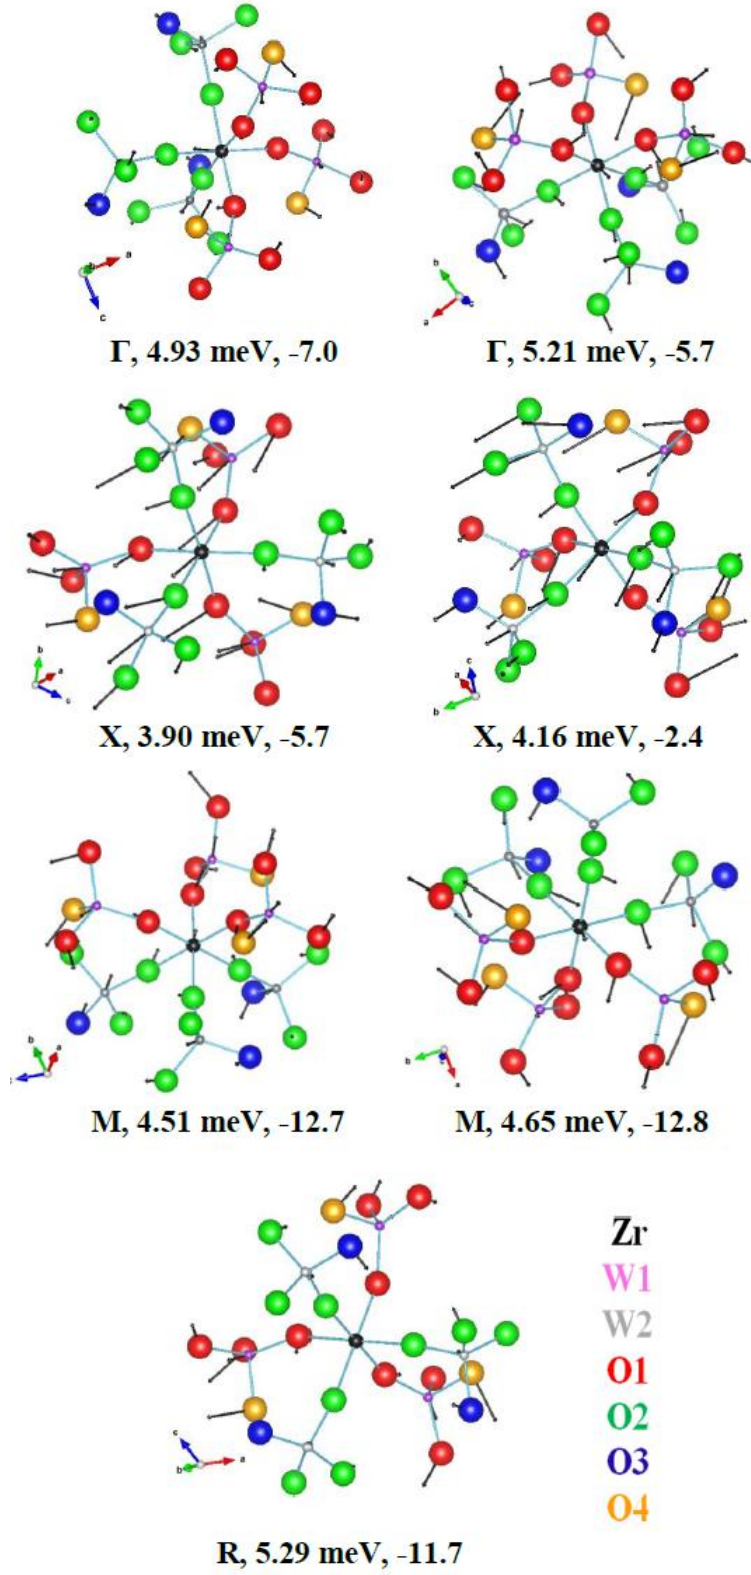 a
b
c
b
c
a
Γ, 4.93 meV, -7.0
Γ, 5.21 meV, -5.7
b
a
c
c
a
b
X, 3.90 meV, -5.7
X, 4.16 meV, -2.4
b
a
c
b
c
a
M, 4.51 meV, -12.7
M, 4.65 meV, -12.8
c
b
a
Zr
W1
W2
O1
O2
O3
O4
R, 5.29 meV, -11.7